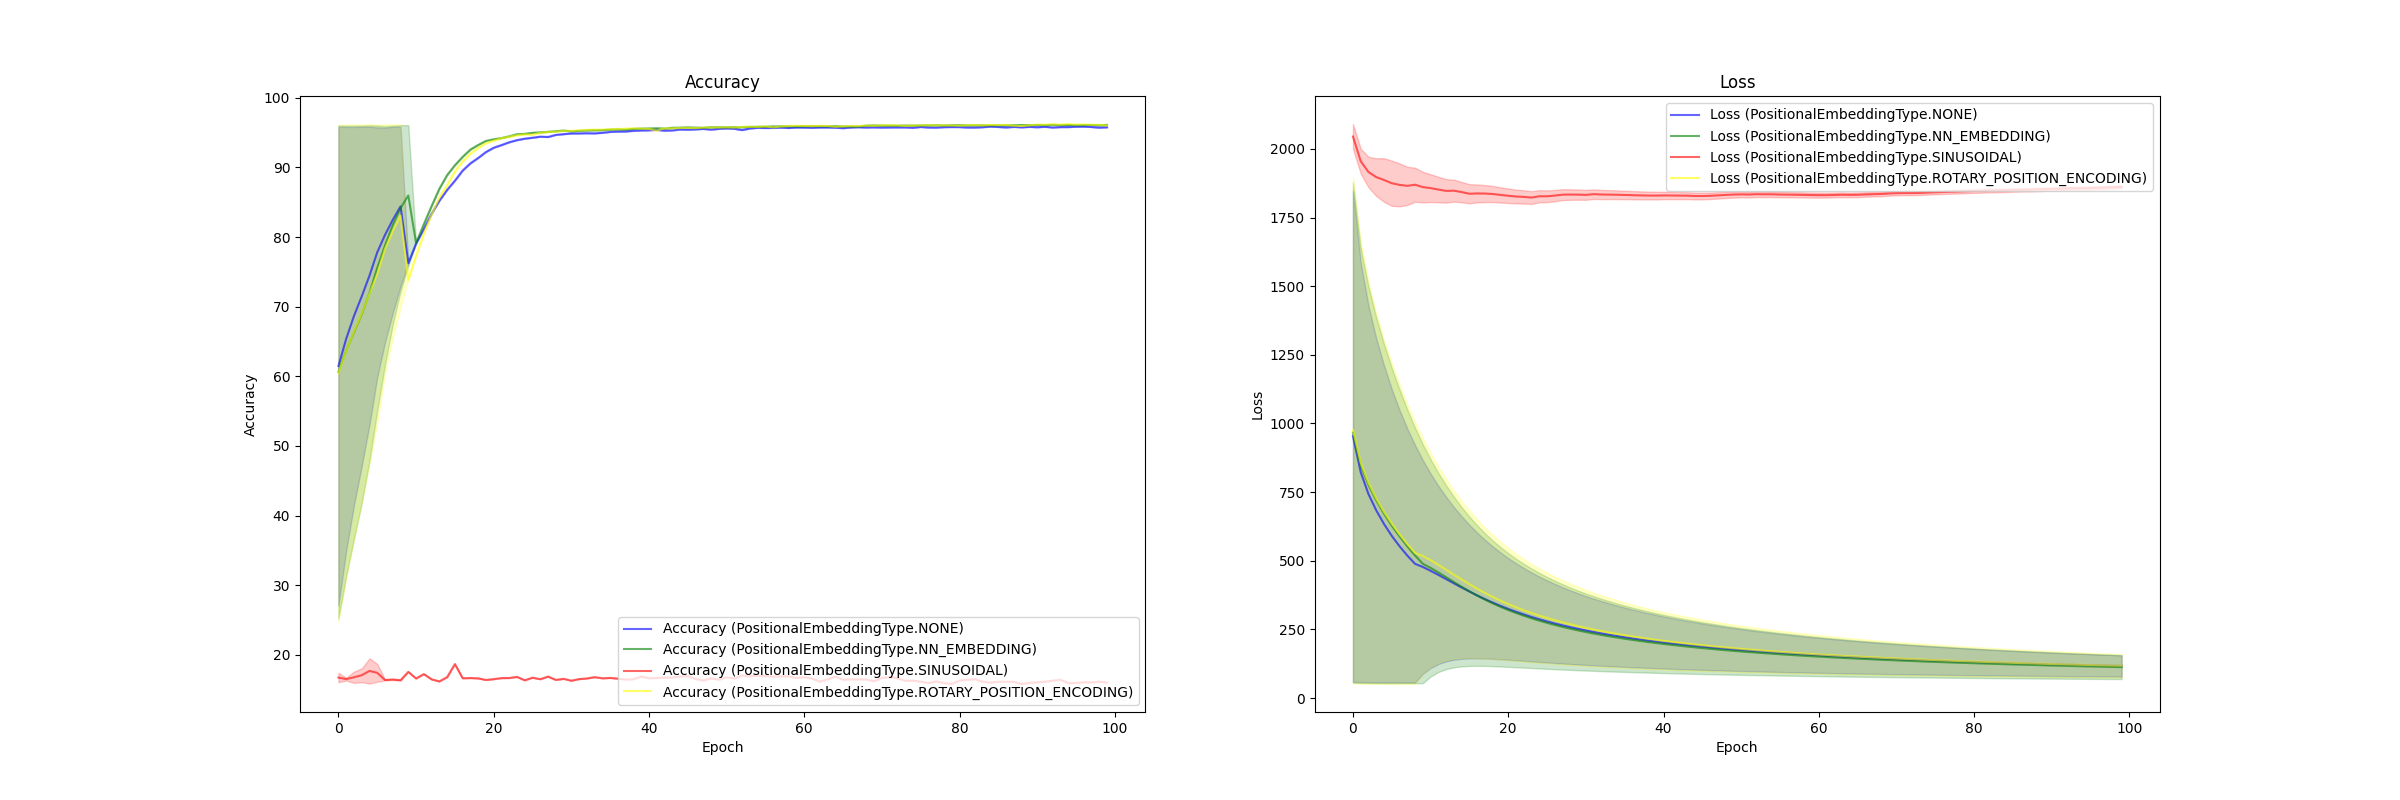 Accuracy
100
90
80
70
60
50
40
30
20
Accuracy
0
20
40
60
80
100
Epoch
Accuracy (PositionalEmbeddingType.NONE)
Accuracy (PositionalEmbeddingType.NN_EMBEDDING)
Accuracy (PositionalEmbeddingType.SINUSOIDAL)
Accuracy (PositionalEmbeddingType.ROTARY_POSITION_ENCODING)
Loss
2000
1750
1500
1250
1000
750
500
250
0
Loss
0
20
40
60
80
100
Epoch
Loss (PositionalEmbeddingType.NONE)
Loss (PositionalEmbeddingType.NN_EMBEDDING)
Loss (PositionalEmbeddingType.SINUSOIDAL)
Loss (PositionalEmbeddingType.ROTARY_POSITION_ENCODING)